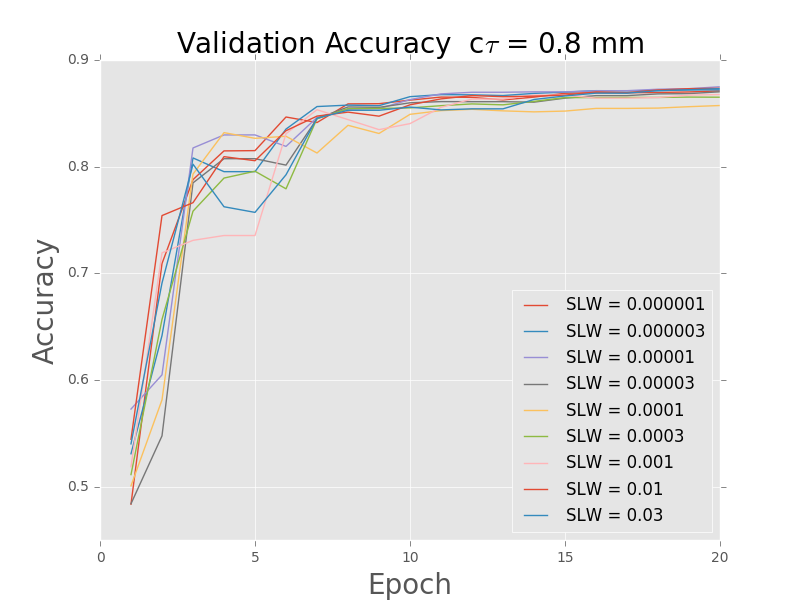 Validation Accuracy cτ = 0.8 mm
0.9
0.8
0.7
0.6
0.5
Accuracy
SLW = 0.000001
SLW = 0.000003
SLW = 0.00001
SLW = 0.00003
SLW = 0.0001
SLW = 0.0003
SLW = 0.001
SLW = 0.01
SLW = 0.03
0 5 10 15 20
Epoch